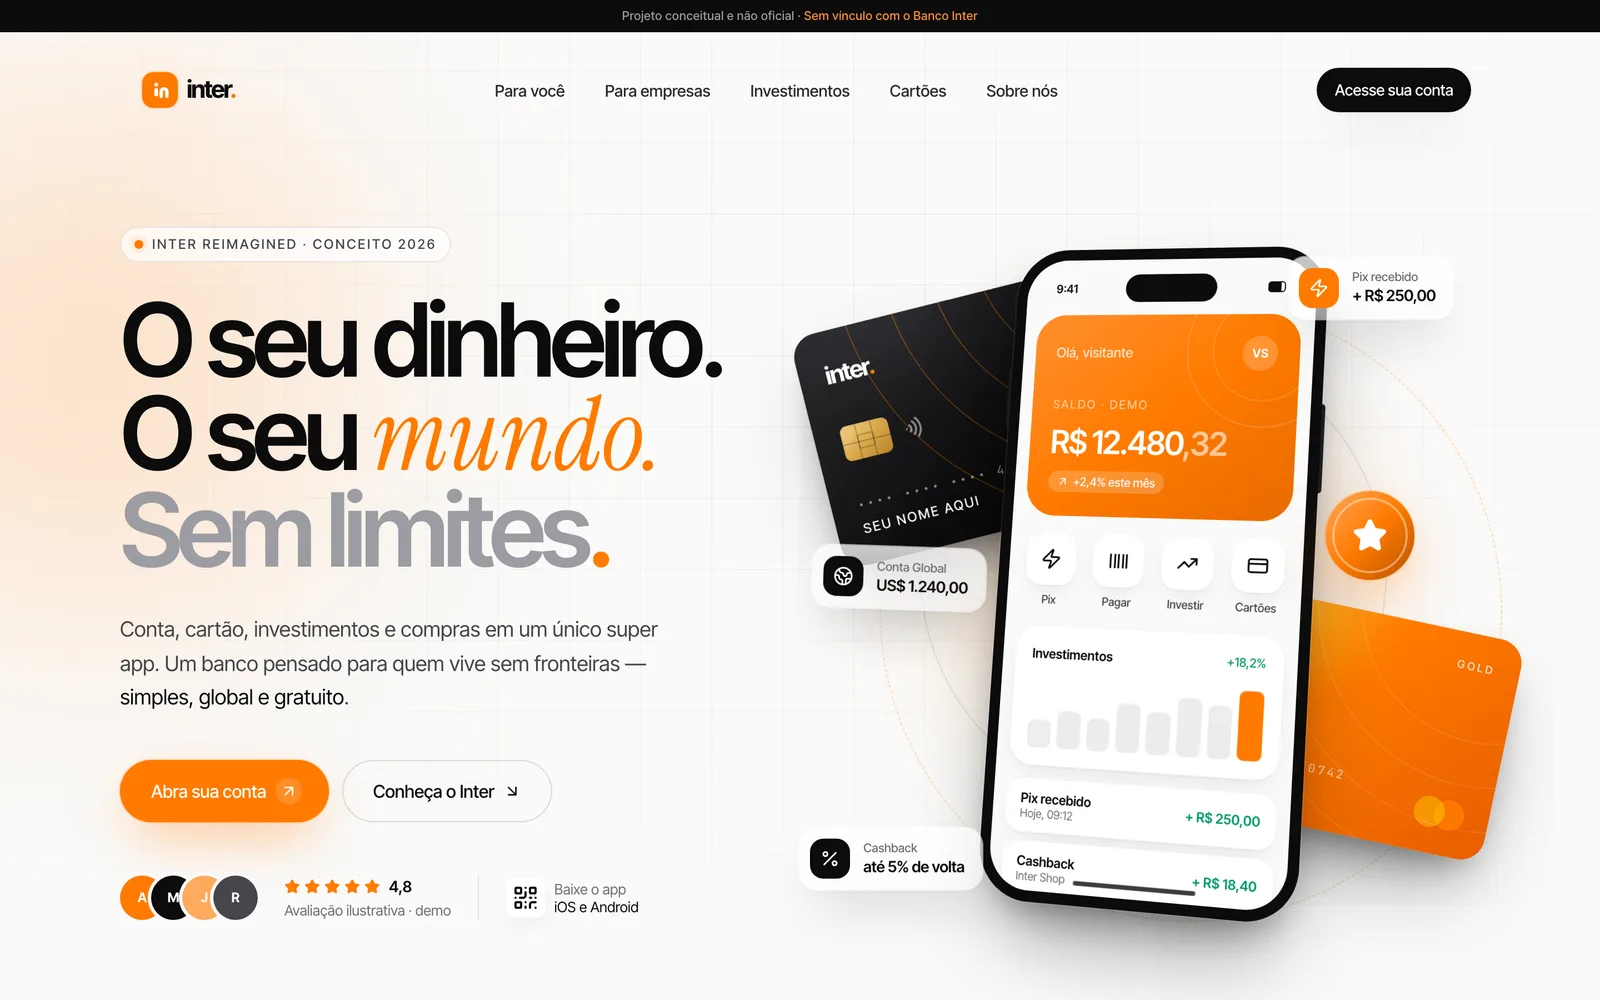 Projeto conceitual e não oficial · Sem vínculo com o Banco Inter
in inter.
Para você
Para empresas
Investimentos
Cartões
Sobre nós
Acesse sua conta
INTER REIMAGINED · CONCEITO 2026
O seu dinheiro.
O seu mundo.
Sem limites.
Conta, cartão, investimentos e compras em um único super
app. Um banco pensado para quem vive sem fronteiras —
simples, global e gratuito.
Abra sua conta
Conheça o Inter
A M J R
4,8
Avaliação ilustrativa · demo
Baixe o app
iOS e Android
inter.
SEU NOME AQUI
Conta Global
US$ 1.240,00
Cashback
até 5% de volta
9:41
Olá, visitante
VS
SALDO · DEMO
R$ 12.480,32
+2,4% este mês
Pix
Pagar
Investir
Cartões
Investimentos
+18,2%
Pix recebido
Hoje, 09:12
+ R$ 250,00
Cashback
Inter Shop
+ R$ 18,40
Pix recebido
+ R$ 250,00
GOLD
0742